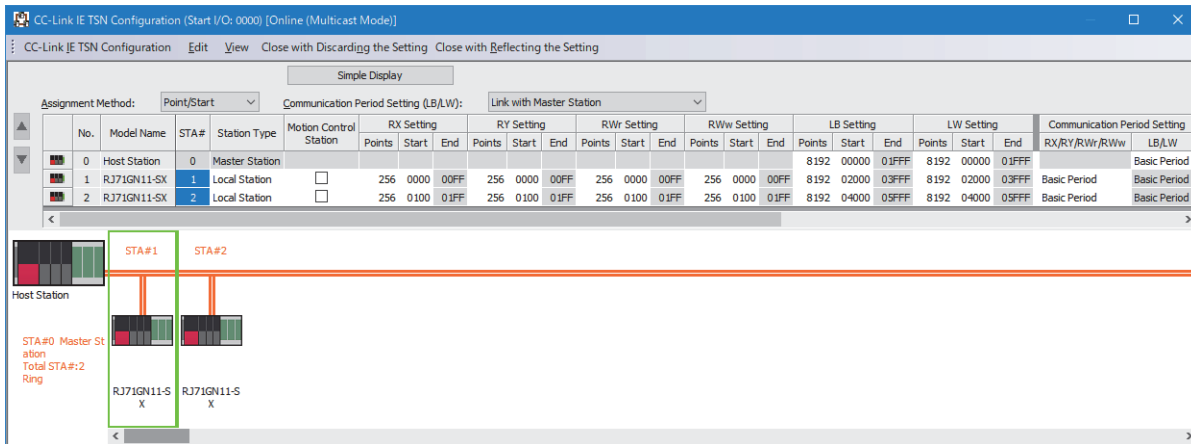 CC-Link IE TSN Configuration (Start I/O: 0000) [Online (Multicast Mode)]
CC-Link IE TSN Configuration Edit View Close with Discarding the Setting Close with Reflecting the Setting
Simple Display
Assignment Method: Point/Start Communication Period Setting (LB/LW): Link with Master Station
No. Model Name STA# Station Type Motion Control Station RX Setting RY Setting RWr Setting RWw Setting LB Setting LW Setting Communication Period Setting
Points Start End Points Start End Points Start End Points Start End Points Start End Points Start End RX/RY/RWr/RWw LB/LW
0 Host Station 0 Master Station 8192 00000 01FFF 8192 00000 01FFF Basic Period
1 RJ71GN11-SX 1 Local Station 256 0000 00FF 256 0000 00FF 256 0000 00FF 256 0000 00FF 8192 02000 03FFF 8192 02000 03FFF Basic Period Basic Period
2 RJ71GN11-SX 2 Local Station 256 0100 01FF 256 0100 01FF 256 0100 01FF 256 0100 01FF 8192 04000 05FFF 8192 04000 05FFF Basic Period Basic Period
STA#1 STA#2
Host Station
STA#0 Master St
ation
Total STA#:2
Ring
RJ71GN11-S
X
RJ71GN11-S
X